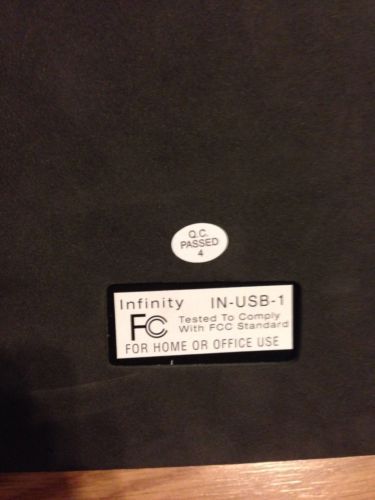 Q.C.
PASSED
4
Infinity IN-USB-1
FC Tested To Comply
With FCC Standard
FOR HOME OR OFFICE USE